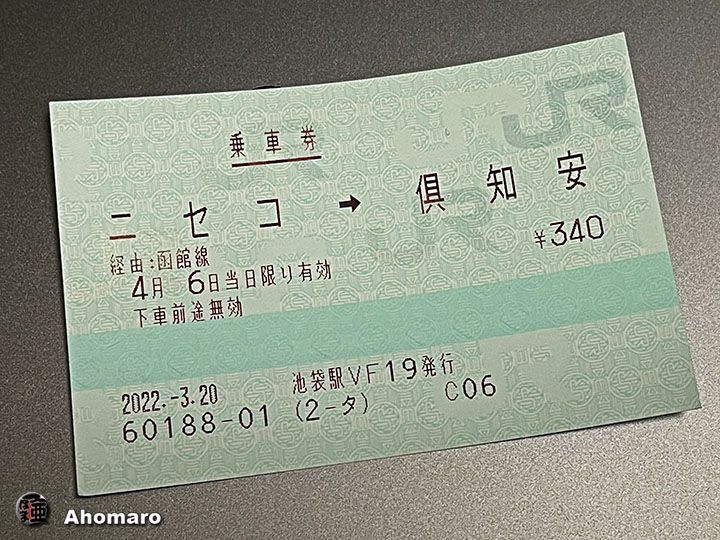 JR
乗車券
ニセコ → 倶知安
経由:函館線
¥340
4月 6日当日限り有効
下車前途無効
2022.-3.20 池袋駅VF19発行
60188-01 (2-タ) C06
Ahomaro